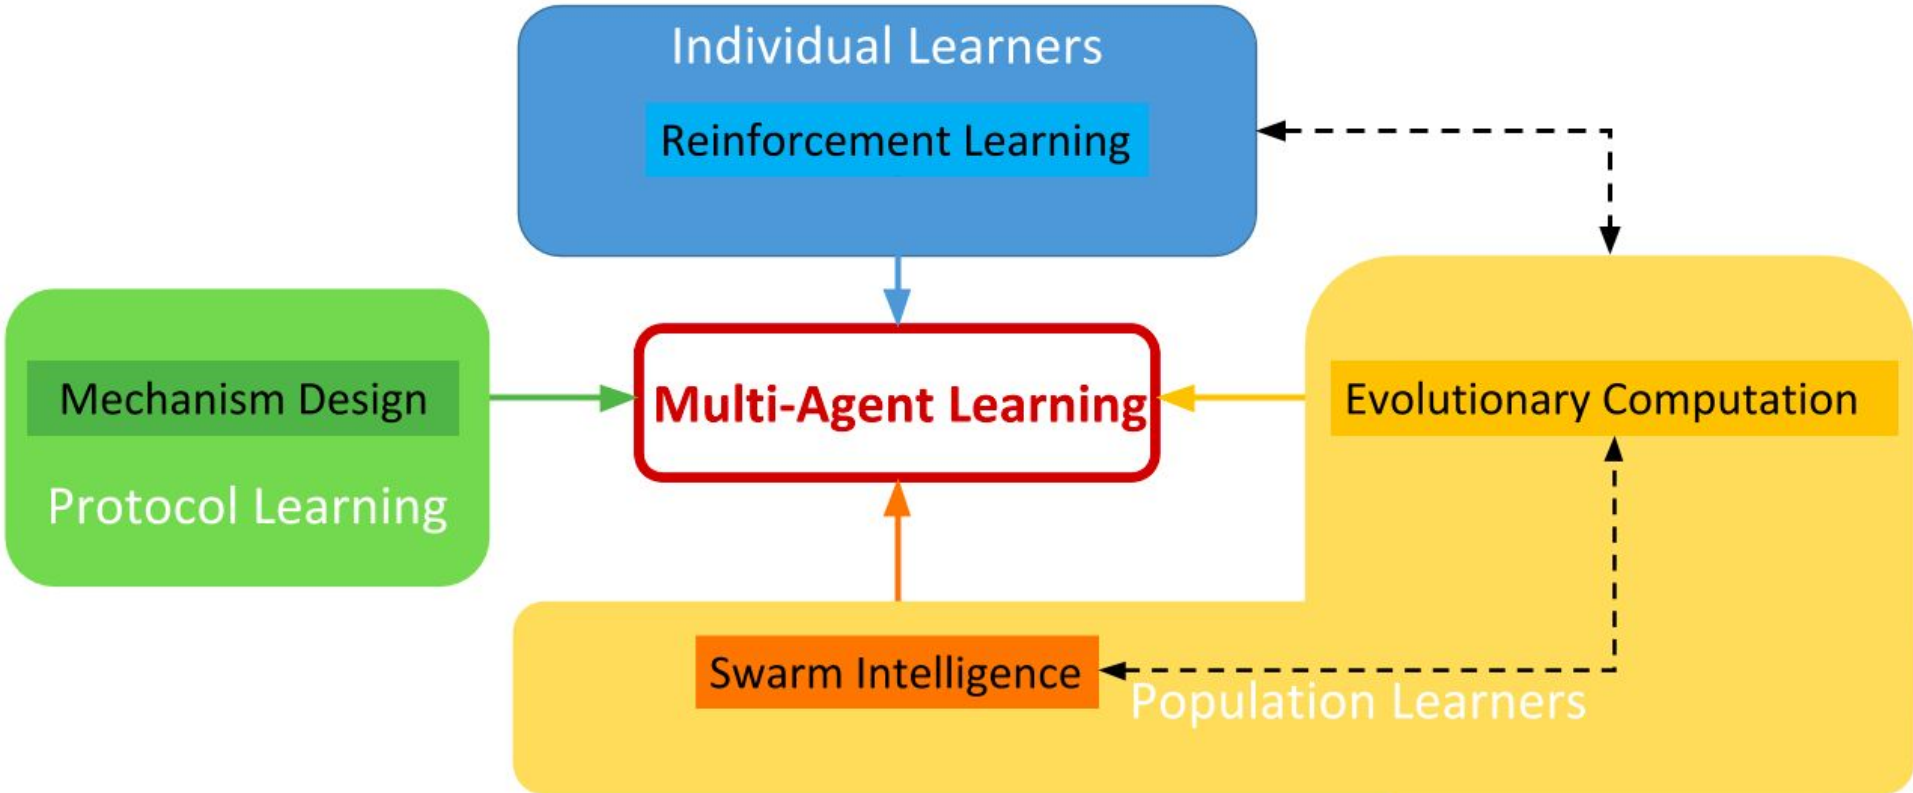 Individual Learners
Reinforcement Learning
Mechanism Design
Protocol Learning
Multi-Agent Learning
Evolutionary Computation
Swarm Intelligence
Population Learners